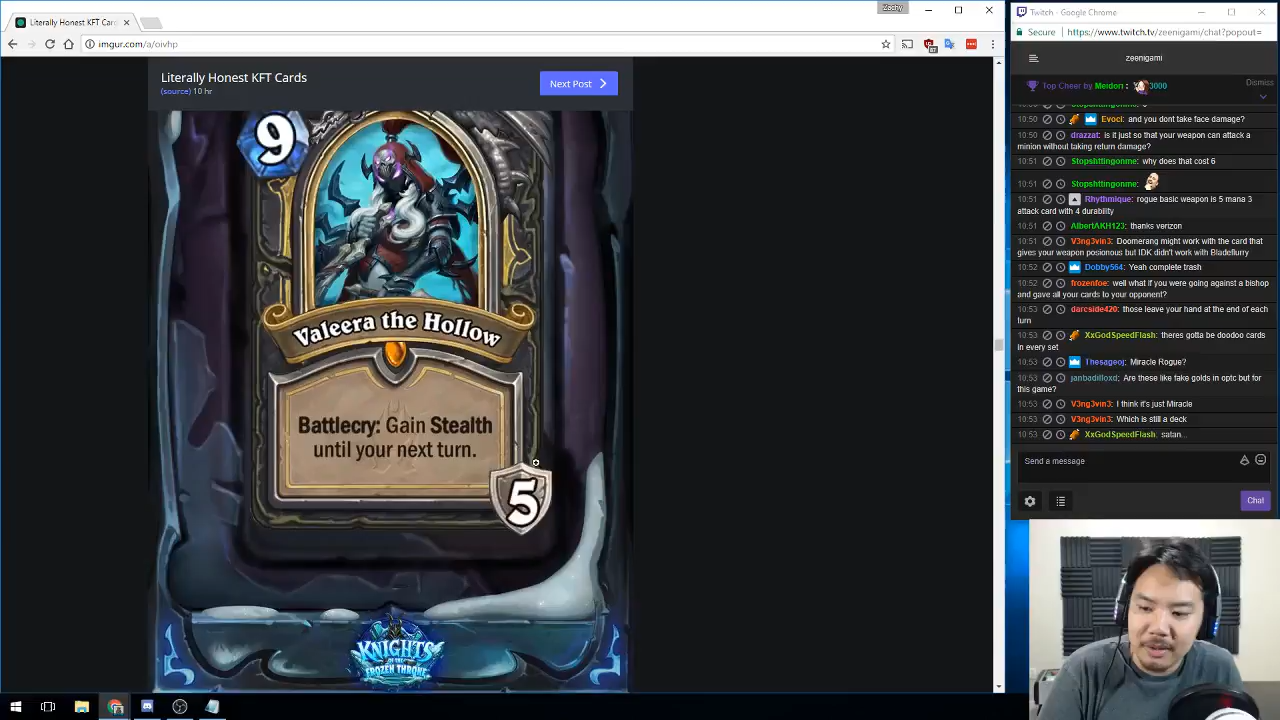 Zachy
Literally Honest KFT Card
imgur.com/a/oivhp
Literally Honest KFT Cards
(source) 10 hr
Next Post
9
Valeera the Hollow
Battlecry: Gain Stealth
until your next turn.
5
KNIGHTS
OF THE
FROZEN THRONE
Twitch - Google Chrome
Secure https://www.twitch.tv/zeenigami/chat?popout=
zeenigami
Top Cheer by Meidori : 3000
Dismiss
10:50 Evocl: and you dont take face damage?
10:50 drazzat: is it just so that your weapon can attack a
minion without taking return damage?
10:51 Stopshttingonme: why does that cost 6
10:51 Stopshttingonme:
10:51 Rhythmique: rogue basic weapon is 5 mana 3
attack card with 4 durability
10:51 AlbertAKH123: thanks verizon
10:51 V3ng3vin3: Doomerang might work with the card that
gives your weapon posionous but IDK didn't work with Bladeflurry
10:52 Dobby564: Yeah complete trash
10:52 frozenfoe: well what if you were going against a bishop
and gave all your cards to your opponent?
10:53 darcside420: those leave your hand at the end of each
turn
10:53 XxGodSpeedFlash: theres gotta be doodoo cards
in every set
10:53 Thesageoj: Miracle Rogue?
10:53 janbadilloxd: Are these like fake golds in optc but for
this game?
10:53 V3ng3vin3: I think it's just Miracle
10:53 V3ng3vin3: Which is still a deck
10:53 XxGodSpeedFlash: satan...
Send a message
Chat